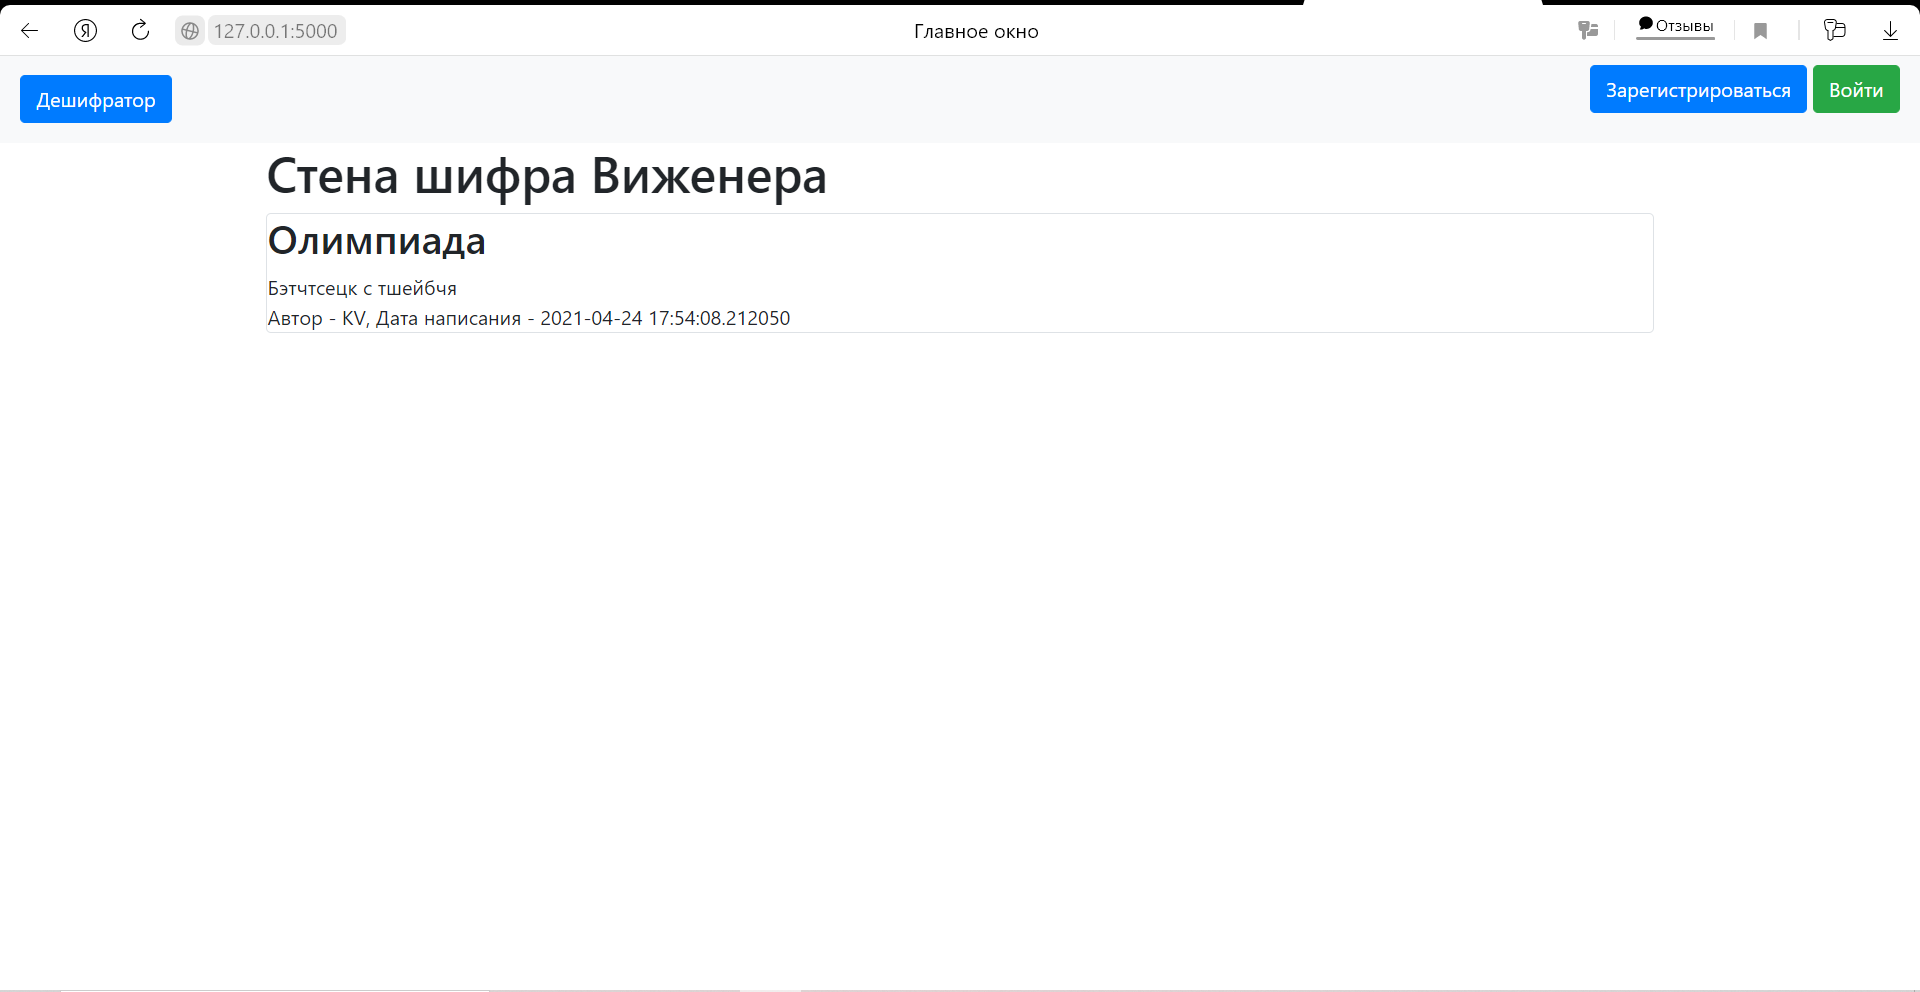 127.0.0.1:5000
Главное окно
Отзывы
Дешифратор
Зарегистрироваться
Войти
Стена шифра Виженера
Олимпиада
Бэтчтсецк с тшейбчя
Автор - KV, Дата написания - 2021-04-24 17:54:08.212050